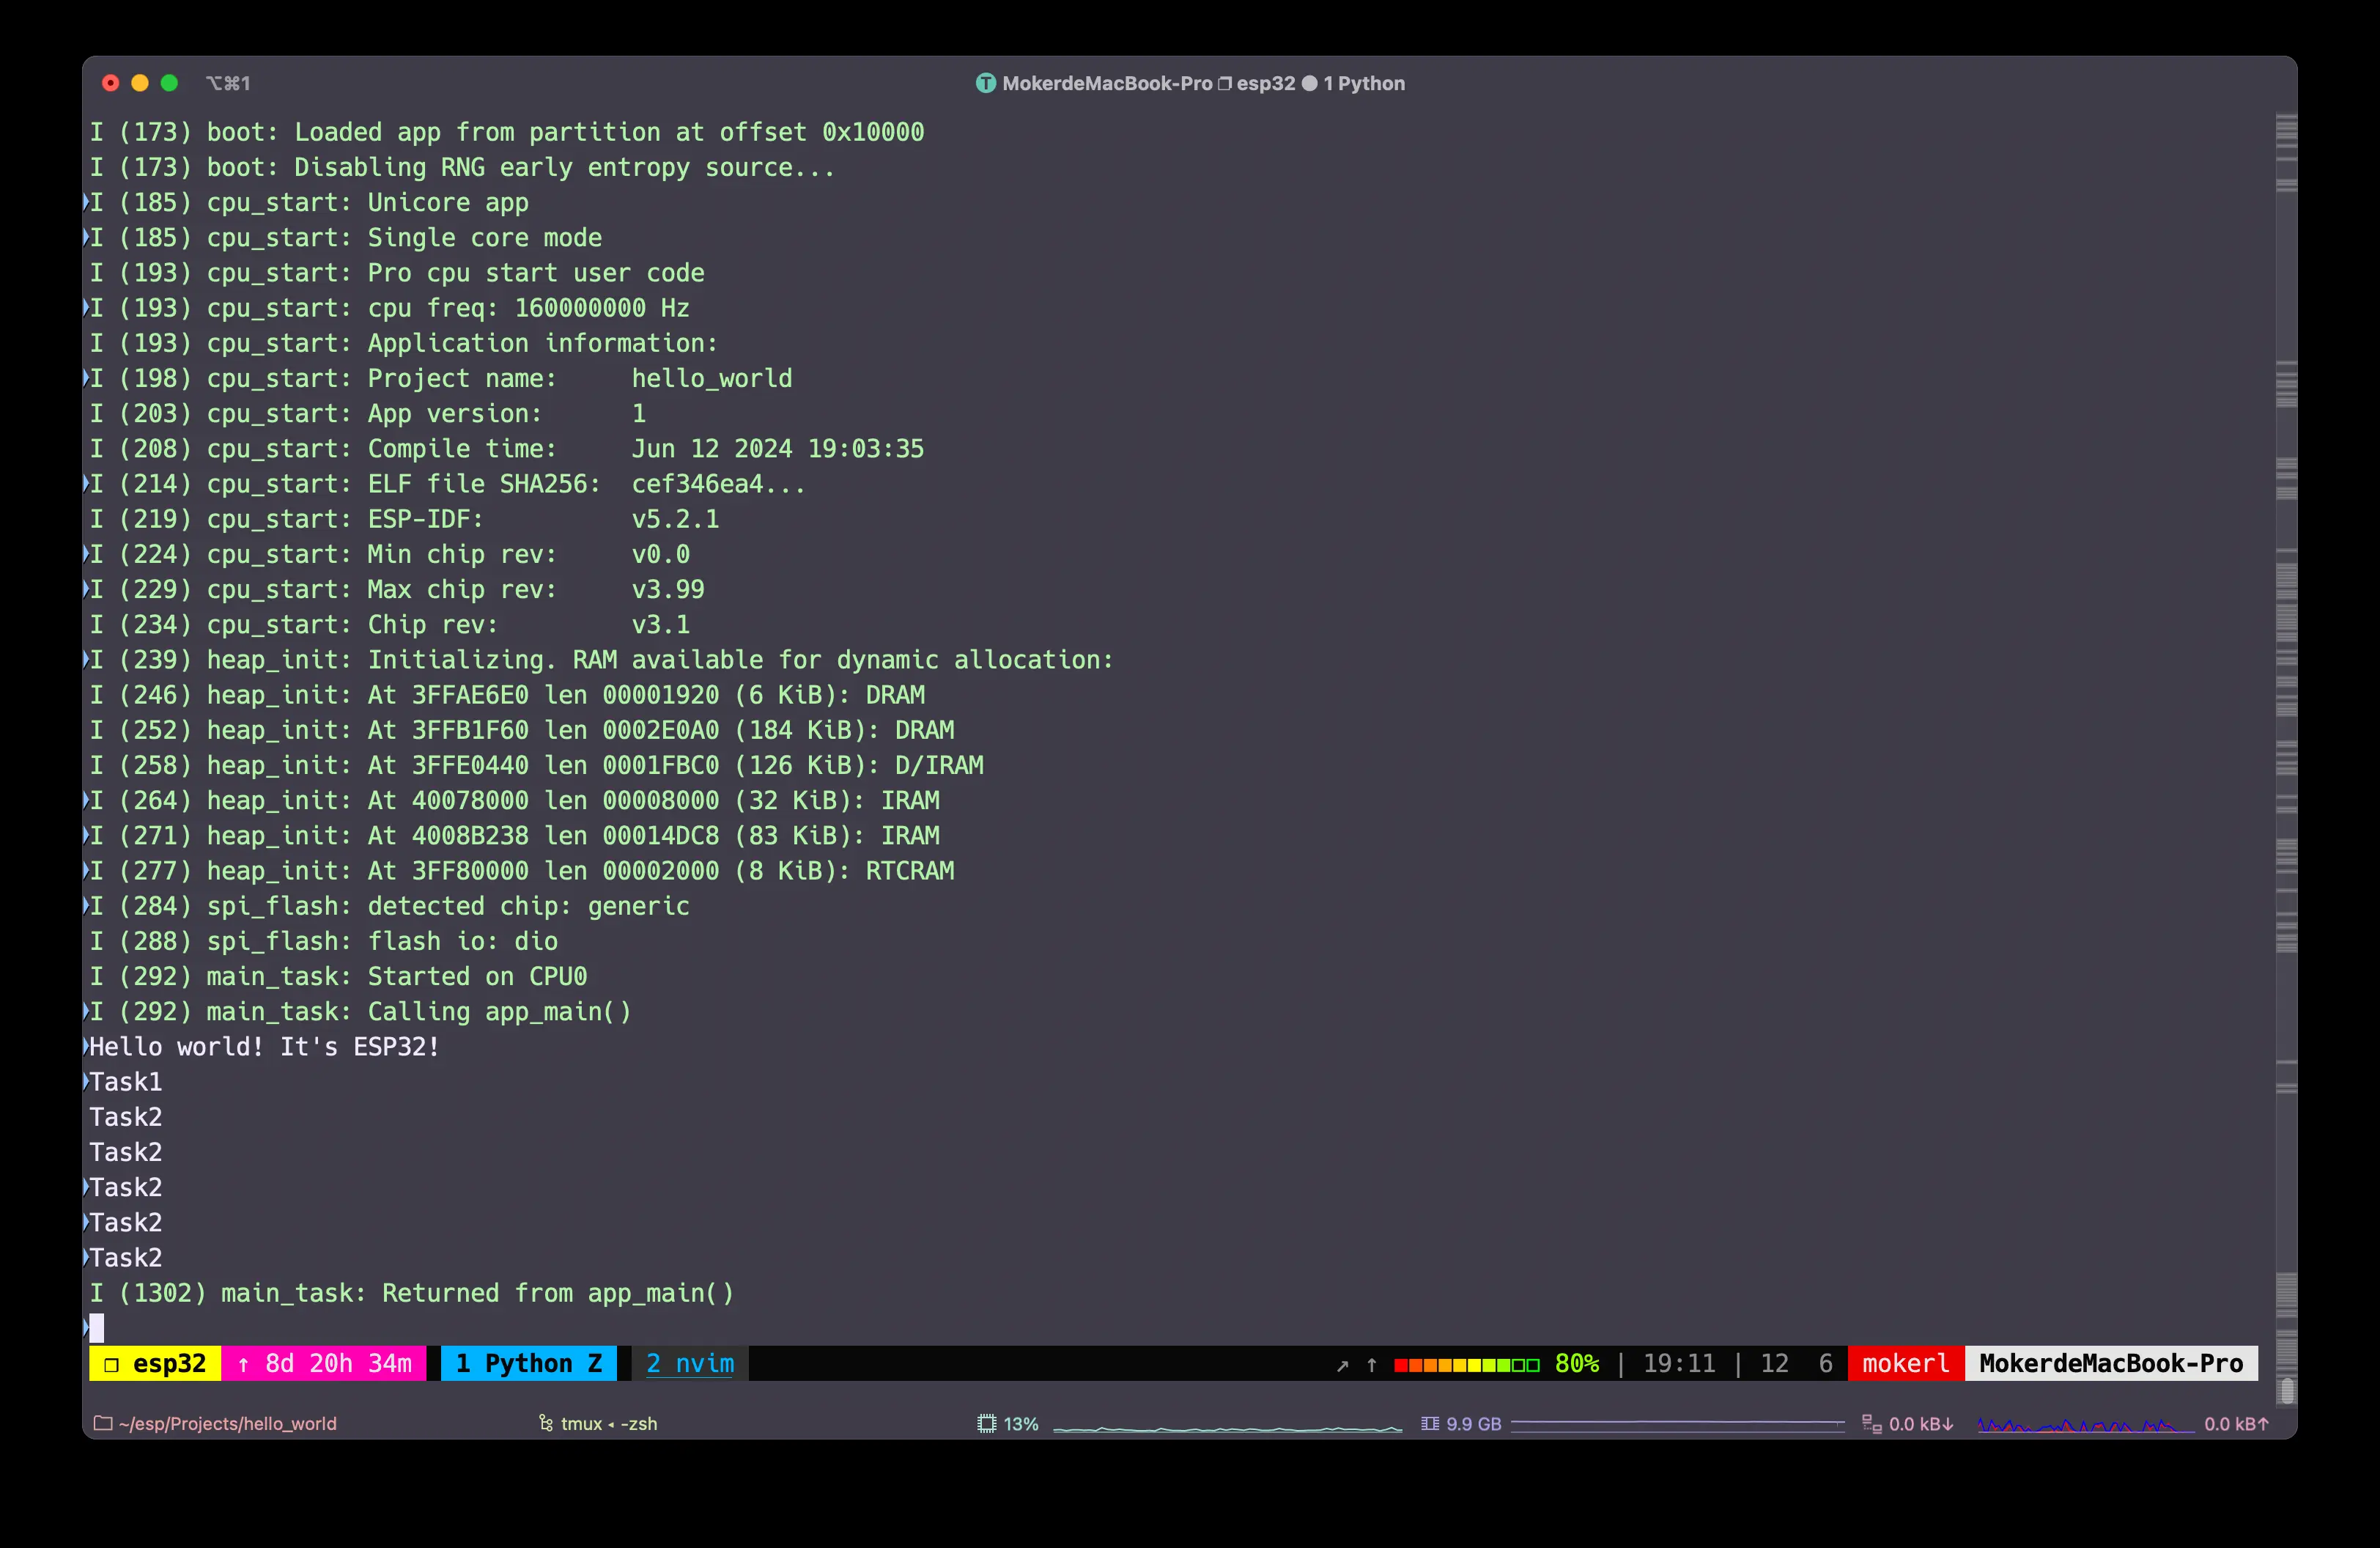 ⌥⌘1
MokerdeMacBook-Pro ❐ esp32 ● 1 Python
I (173) boot: Loaded app from partition at offset 0x10000
I (173) boot: Disabling RNG early entropy source...
I (185) cpu_start: Unicore app
I (185) cpu_start: Single core mode
I (193) cpu_start: Pro cpu start user code
I (193) cpu_start: cpu freq: 160000000 Hz
I (193) cpu_start: Application information:
I (198) cpu_start: Project name:     hello_world
I (203) cpu_start: App version:      1
I (208) cpu_start: Compile time:     Jun 12 2024 19:03:35
I (214) cpu_start: ELF file SHA256:  cef346ea4...
I (219) cpu_start: ESP-IDF:          v5.2.1
I (224) cpu_start: Min chip rev:     v0.0
I (229) cpu_start: Max chip rev:     v3.99
I (234) cpu_start: Chip rev:         v3.1
I (239) heap_init: Initializing. RAM available for dynamic allocation:
I (246) heap_init: At 3FFAE6E0 len 00001920 (6 KiB): DRAM
I (252) heap_init: At 3FFB1F60 len 0002E0A0 (184 KiB): DRAM
I (258) heap_init: At 3FFE0440 len 0001FBC0 (126 KiB): D/IRAM
I (264) heap_init: At 40078000 len 00008000 (32 KiB): IRAM
I (271) heap_init: At 4008B238 len 00014DC8 (83 KiB): IRAM
I (277) heap_init: At 3FF80000 len 00002000 (8 KiB): RTCRAM
I (284) spi_flash: detected chip: generic
I (288) spi_flash: flash io: dio
I (292) main_task: Started on CPU0
I (292) main_task: Calling app_main()
Hello world! It's ESP32!
Task1
Task2
Task2
Task2
Task2
Task2
I (1302) main_task: Returned from app_main()
❐ esp32 ↑ 8d 20h 34m 1 Python Z 2 nvim ↗ ↑ 80% | 19:11 | 12 6 mokerl MokerdeMacBook-Pro
~/esp/Projects/hello_world tmux ◂ -zsh 13% 9.9 GB 0.0 kB↓ 0.0 kB↑